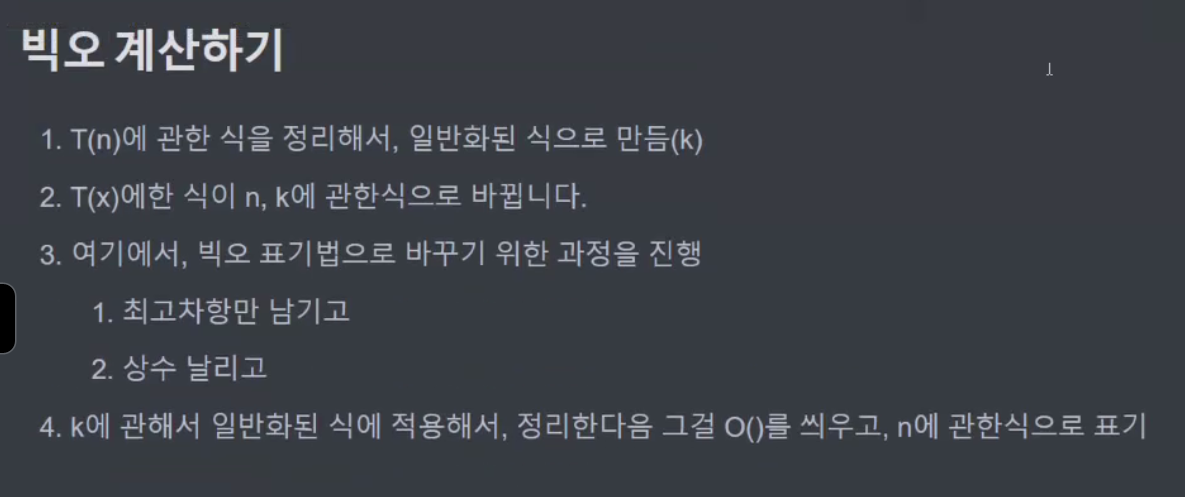 빅오 계산하기
1. T(n)에 관한 식을 정리해서, 일반화된 식으로 만듬(k)
2. T(x)에한 식이 n, k에 관한식으로 바뀝니다.
3. 여기에서, 빅오 표기법으로 바꾸기 위한 과정을 진행
1. 최고차항만 남기고
2. 상수 날리고
4. k에 관해서 일반화된 식에 적용해서, 정리한다음 그걸 O()를 씌우고, n에 관한식으로 표기